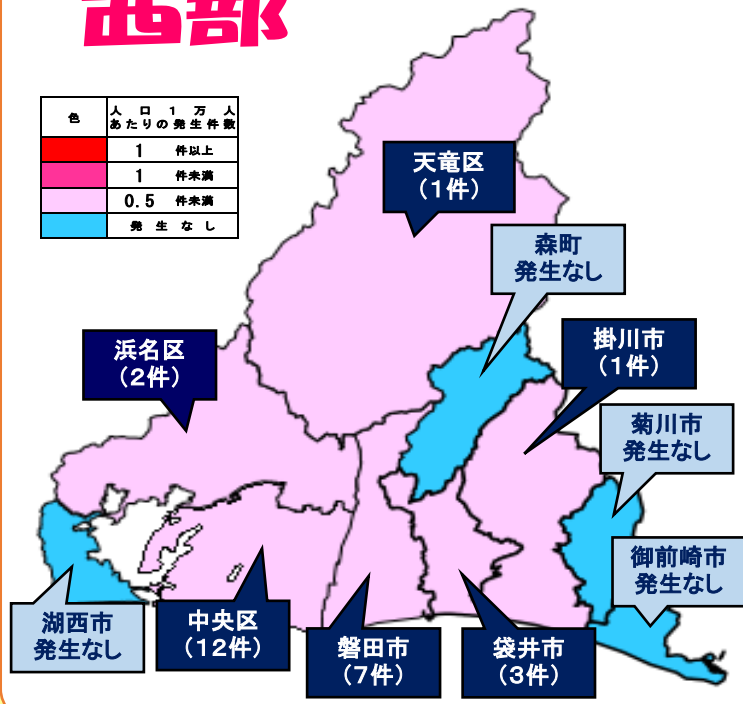 西部
色 人口1万人あたりの発生件数
1 件以上
1 件未満
0.5 件未満
発生なし
天竜区
（1件）
森町
発生なし
浜名区
（2件）
掛川市
（1件）
菊川市
発生なし
御前崎市
発生なし
湖西市
発生なし
中央区
（12件）
磐田市
（7件）
袋井市
（3件）